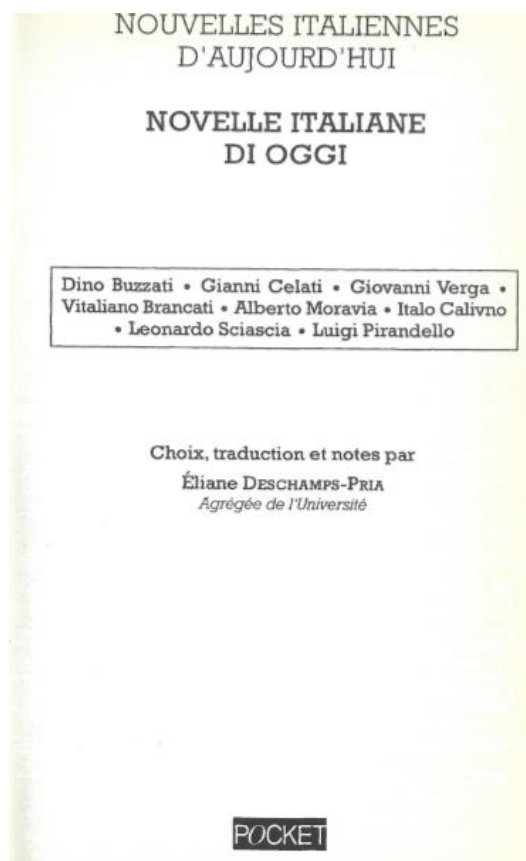 NOUVELLES ITALIENNES
D'AUJOURD'HUI
NOVELLE ITALIANE
DI OGGI
Dino Buzzati • Gianni Celati • Giovanni Verga •
Vitaliano Brancati • Alberto Moravia • Italo Calivno
• Leonardo Sciascia • Luigi Pirandello
Choix, traduction et notes par
Éliane DESCHAMPS-PRIA
Agrégée de l'Université
POCKET